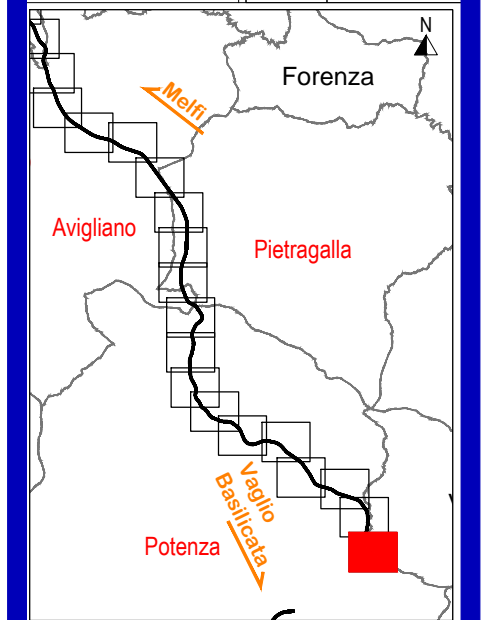 N
Forenza
Melfi
Avigliano
Pietragalla
Vaglio
Basilicata
Potenza